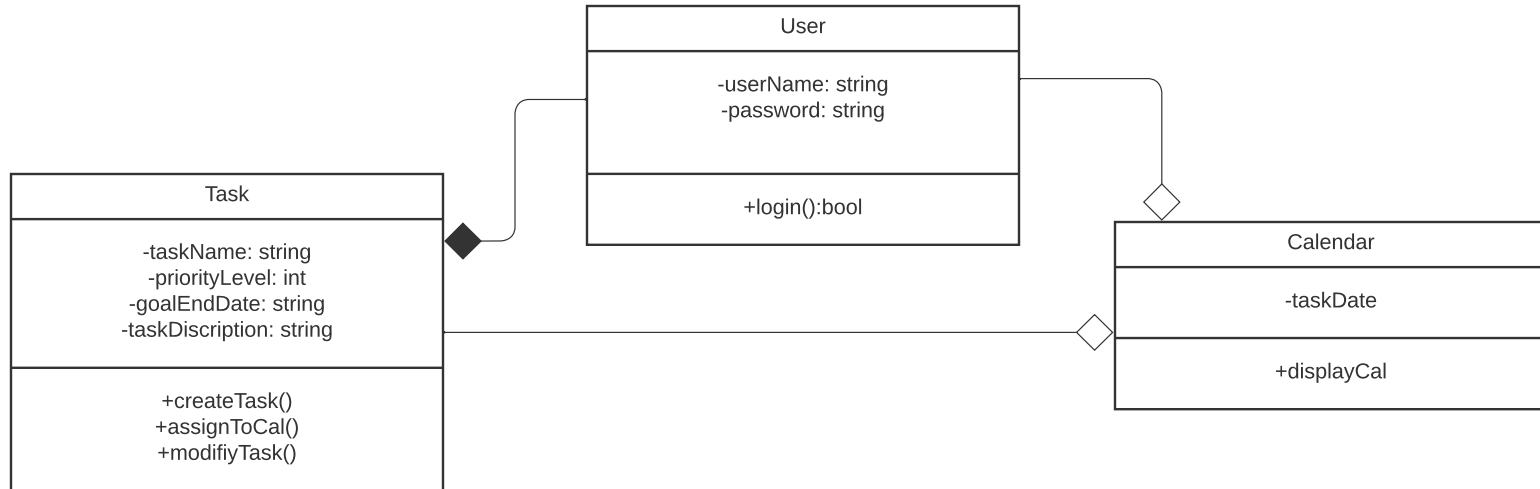 User
-userName: string
-password: string
+login():bool
Task
-taskName: string
-priorityLevel: int
-goalEndDate: string
-taskDiscription: string
+createTask()
+assignToCal()
+modifiyTask()
Calendar
-taskDate
+displayCal